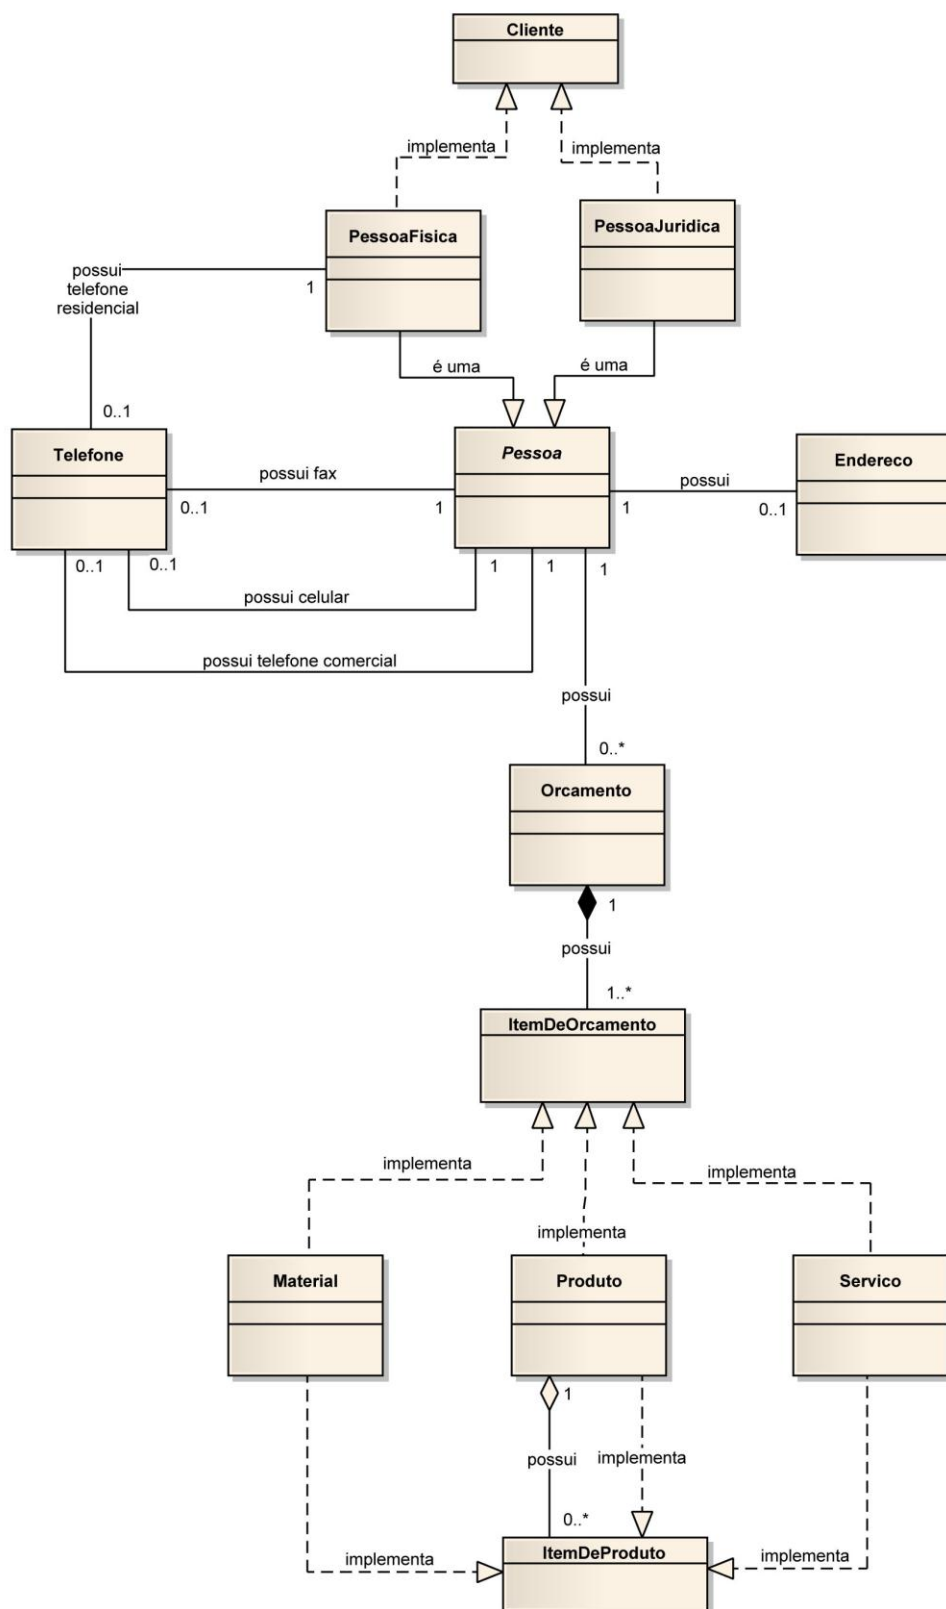 Cliente
implementa
implementa
PessoaFisica
PessoaJuridica
possui
telefone
residencial
1
é uma
é uma
0..1
Telefone
Pessoa
Endereco
possui fax
possui
0..1
1
1
0..1
0..1
0..1
1
1
1
possui celular
possui telefone comercial
possui
0..*
Orcamento
1
possui
1..*
ItemDeOrcamento
implementa
implementa
implementa
Material
Produto
Servico
1
possui
implementa
0..*
ItemDeProduto
implementa
implementa